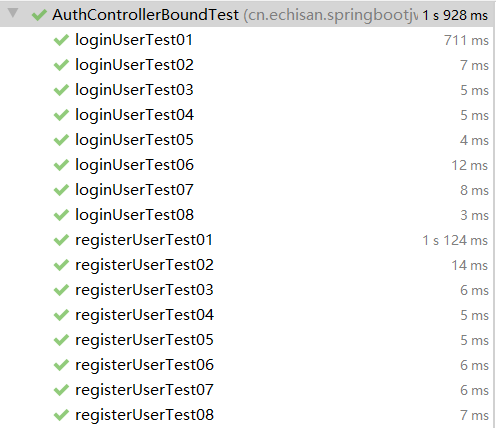 AuthControllerBoundTest (cn.echisan.springbootjv 1 s 928 ms
loginUserTest01 711 ms
loginUserTest02 7 ms
loginUserTest03 5 ms
loginUserTest04 5 ms
loginUserTest05 4 ms
loginUserTest06 12 ms
loginUserTest07 8 ms
loginUserTest08 3 ms
registerUserTest01 1 s 124 ms
registerUserTest02 14 ms
registerUserTest03 6 ms
registerUserTest04 5 ms
registerUserTest05 5 ms
registerUserTest06 6 ms
registerUserTest07 6 ms
registerUserTest08 7 ms